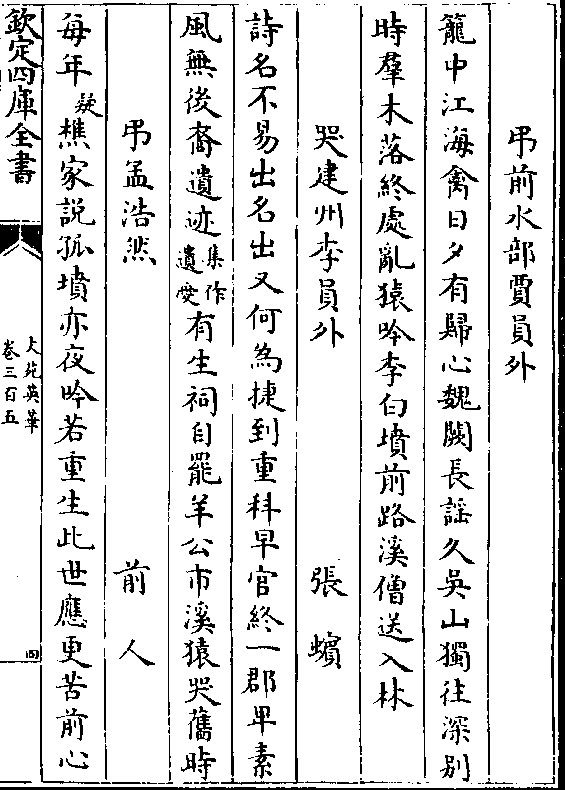 弔前水部賈員外
籠中江海禽日夕有歸心魏闕長謡久吳山獨往深别
時羣木落終處亂猿吟李白墳前路溪僧送入林
哭建州李員外 張蠙
詩名不易出名出又何為捷到重科早官終一郡卑素
風無後裔遺迹集作遺愛有生祠自罷羊公市溪猿哭舊時
弔孟浩然 前人
每年疑樵家説孤墳亦夜吟若重生此世應更苦前心
欽定四庫全書
文苑英華
卷三百五
四